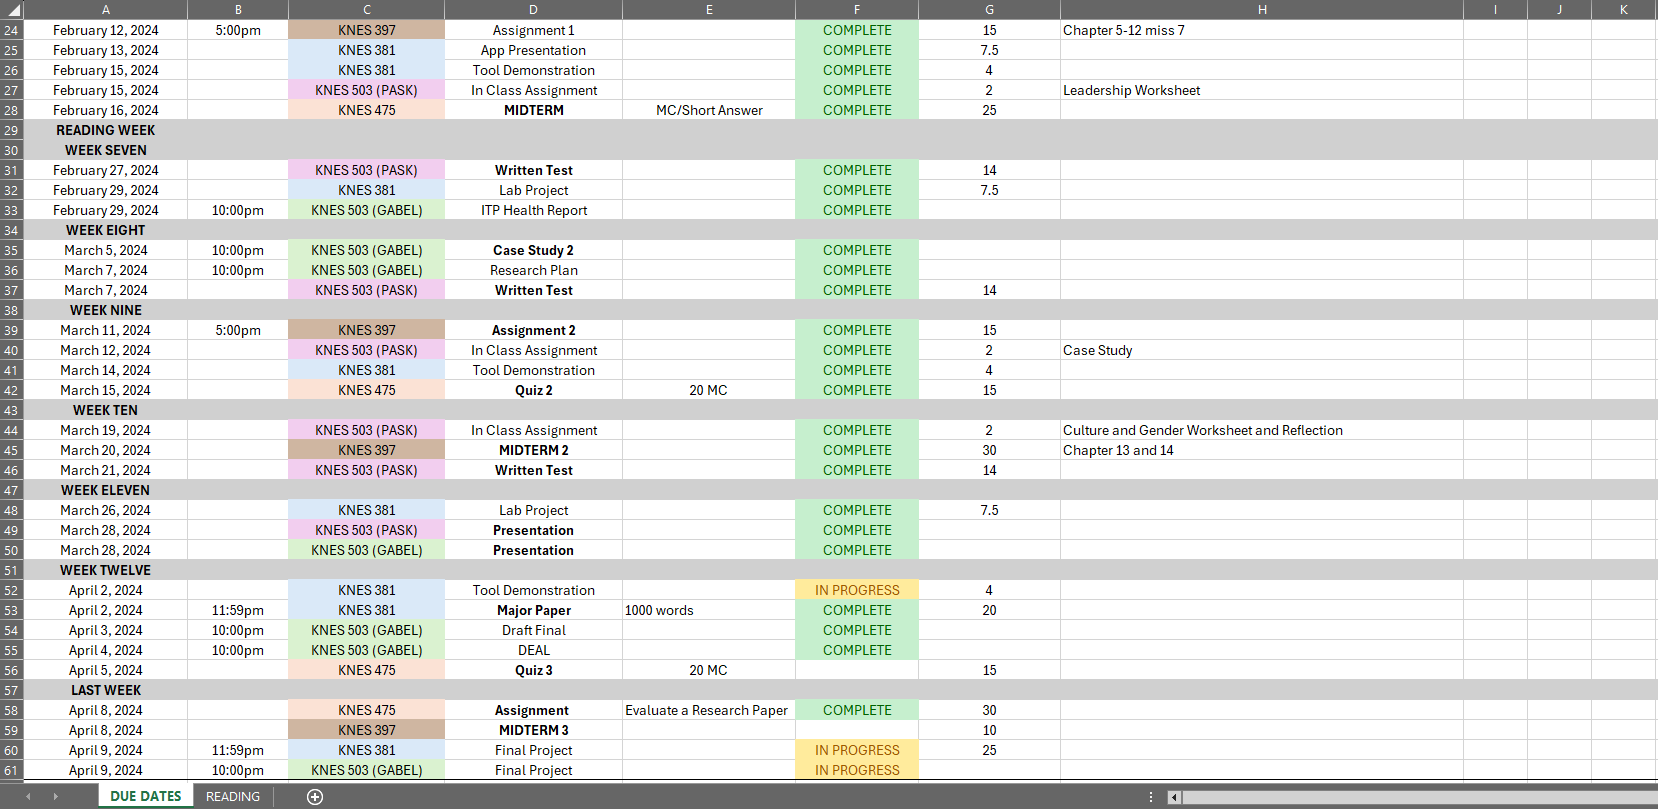 A B C D E F G H I J K
24 February 12, 2024 5:00pm KNES 397 Assignment 1 COMPLETE 15 Chapter 5-12 miss 7
25 February 13, 2024 KNES 381 App Presentation COMPLETE 7.5
26 February 15, 2024 KNES 381 Tool Demonstration COMPLETE 4
27 February 15, 2024 KNES 503 (PASK) In Class Assignment COMPLETE 2 Leadership Worksheet
28 February 16, 2024 KNES 475 MIDTERM MC/Short Answer COMPLETE 25
29 READING WEEK
30 WEEK SEVEN
31 February 27, 2024 KNES 503 (PASK) Written Test COMPLETE 14
32 February 29, 2024 KNES 381 Lab Project COMPLETE 7.5
33 February 29, 2024 10:00pm KNES 503 (GABEL) ITP Health Report COMPLETE
34 WEEK EIGHT
35 March 5, 2024 10:00pm KNES 503 (GABEL) Case Study 2 COMPLETE
36 March 7, 2024 10:00pm KNES 503 (GABEL) Research Plan COMPLETE
37 March 7, 2024 KNES 503 (PASK) Written Test COMPLETE 14
38 WEEK NINE
39 March 11, 2024 5:00pm KNES 397 Assignment 2 COMPLETE 15
40 March 12, 2024 KNES 503 (PASK) In Class Assignment COMPLETE 2 Case Study
41 March 14, 2024 KNES 381 Tool Demonstration COMPLETE 4
42 March 15, 2024 KNES 475 Quiz 2 20 MC COMPLETE 15
43 WEEK TEN
44 March 19, 2024 KNES 503 (PASK) In Class Assignment COMPLETE 2 Culture and Gender Worksheet and Reflection
45 March 20, 2024 KNES 397 MIDTERM 2 COMPLETE 30 Chapter 13 and 14
46 March 21, 2024 KNES 503 (PASK) Written Test COMPLETE 14
47 WEEK ELEVEN
48 March 26, 2024 KNES 381 Lab Project COMPLETE 7.5
49 March 28, 2024 KNES 503 (PASK) Presentation COMPLETE
50 March 28, 2024 KNES 503 (GABEL) Presentation COMPLETE
51 WEEK TWELVE
52 April 2, 2024 KNES 381 Tool Demonstration IN PROGRESS 4
53 April 2, 2024 11:59pm KNES 381 Major Paper 1000 words COMPLETE 20
54 April 3, 2024 10:00pm KNES 503 (GABEL) Draft Final COMPLETE
55 April 4, 2024 10:00pm KNES 503 (GABEL) DEAL COMPLETE
56 April 5, 2024 KNES 475 Quiz 3 20 MC 15
57 LAST WEEK
58 April 8, 2024 KNES 475 Assignment Evaluate a Research Paper COMPLETE 30
59 April 8, 2024 KNES 397 MIDTERM 3 10
60 April 9, 2024 11:59pm KNES 381 Final Project IN PROGRESS 25
61 April 9, 2024 10:00pm KNES 503 (GABEL) Final Project IN PROGRESS
DUE DATES READING